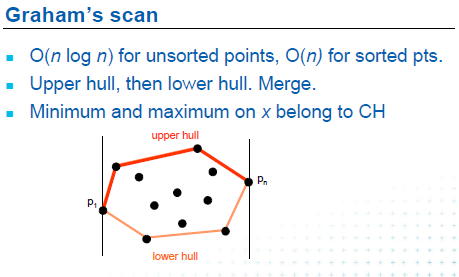 Graham's scan
O(n log n) for unsorted points, O(n) for sorted pts.
Upper hull, then lower hull. Merge.
Minimum and maximum on x belong to CH
upper hull
pn
p1
lower hull